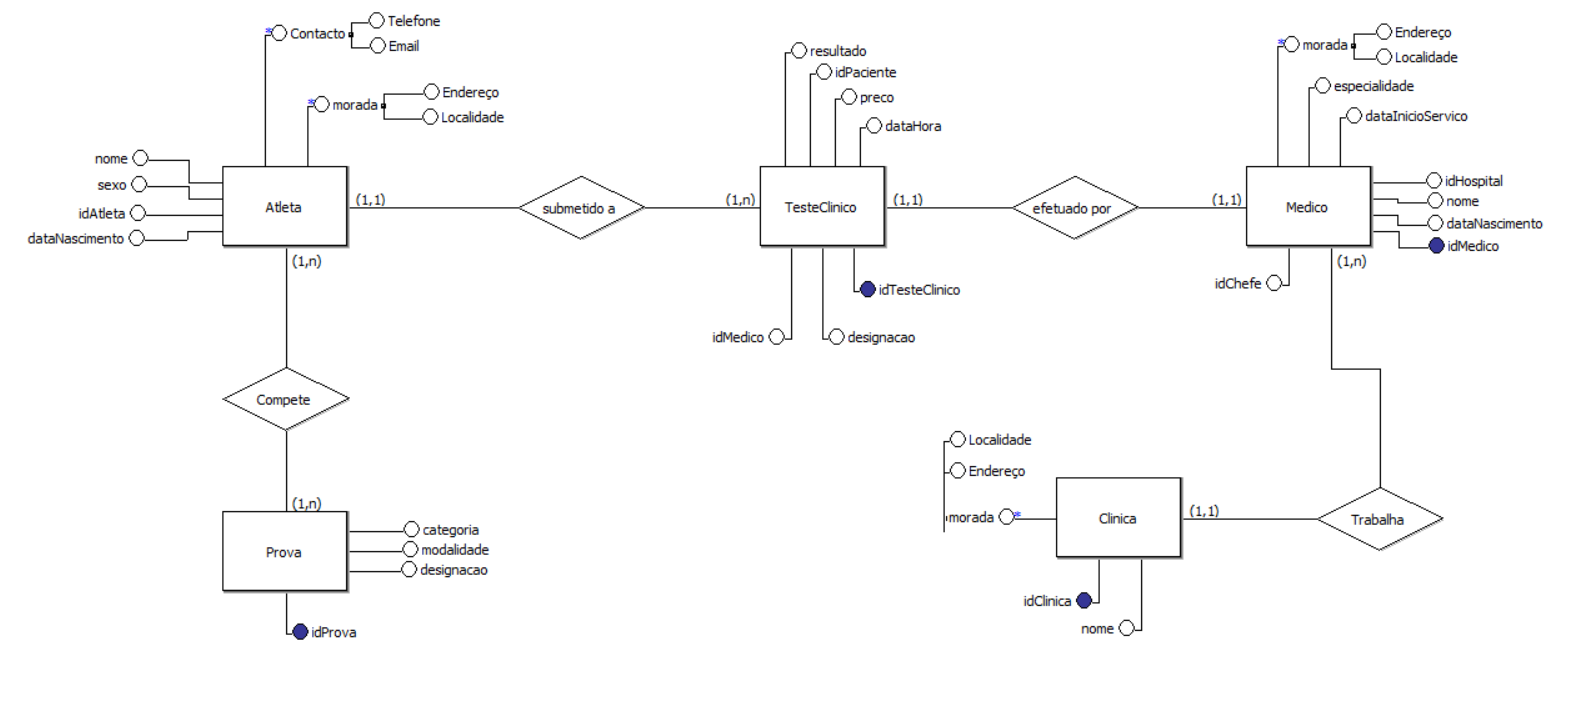 * Contacto
Telefone
Email
* morada
Endereço
Localidade
nome
sexo
idAtleta
dataNascimento
Atleta
(1,1)
submetido a
(1,n)
resultado
idPaciente
preco
dataHora
TesteClinico
(1,1)
efetuado por
(1,1)
* morada
Endereço
Localidade
especialidade
dataInicioServico
Medico
idHospital
nome
dataNascimento
idMedico
(1,n)
idChefe
(1,n)
idTesteClinico
idMedico
designacao
Compete
(1,n)
Prova
categoria
modalidade
designacao
idProva
Localidade
Endereço
morada *
Clinica
(1,1)
Trabalha
idClinica
nome